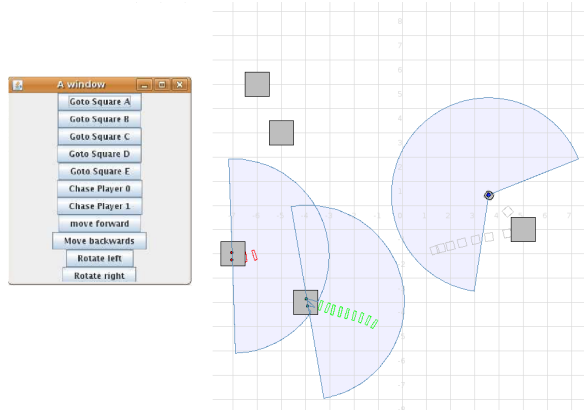 A window
Goto Square A
Goto Square B
Goto Square C
Goto Square D
Goto Square E
Chase Player 0
Chase Player 1
move forward
Move backwards
Rotate left
Rotate right